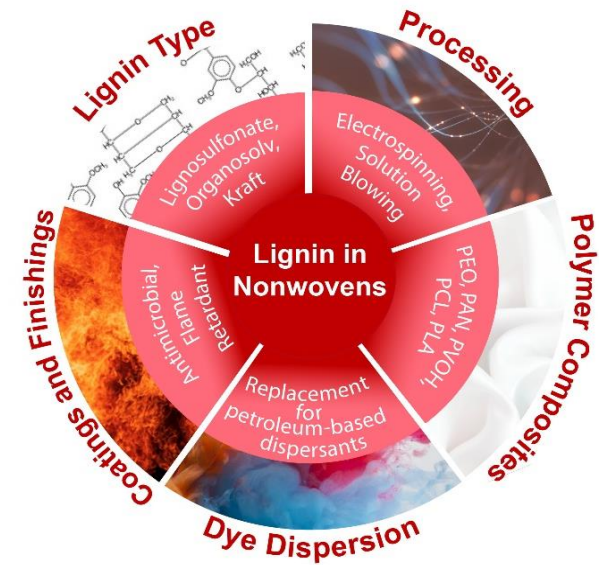 Lignin in
Nonwovens
Lignin Type
Lignosulfonate,
Organosolv,
Kraft
Processing
Electrospinning,
Solution
Blowing
Polymer Composites
PEO, PAN, PVOH,
PCL, PLA
Dye Dispersion
Replacement
for
petroleum-based
dispersants
Coatings and Finishings
Antimicrobial,
Flame
Retardant